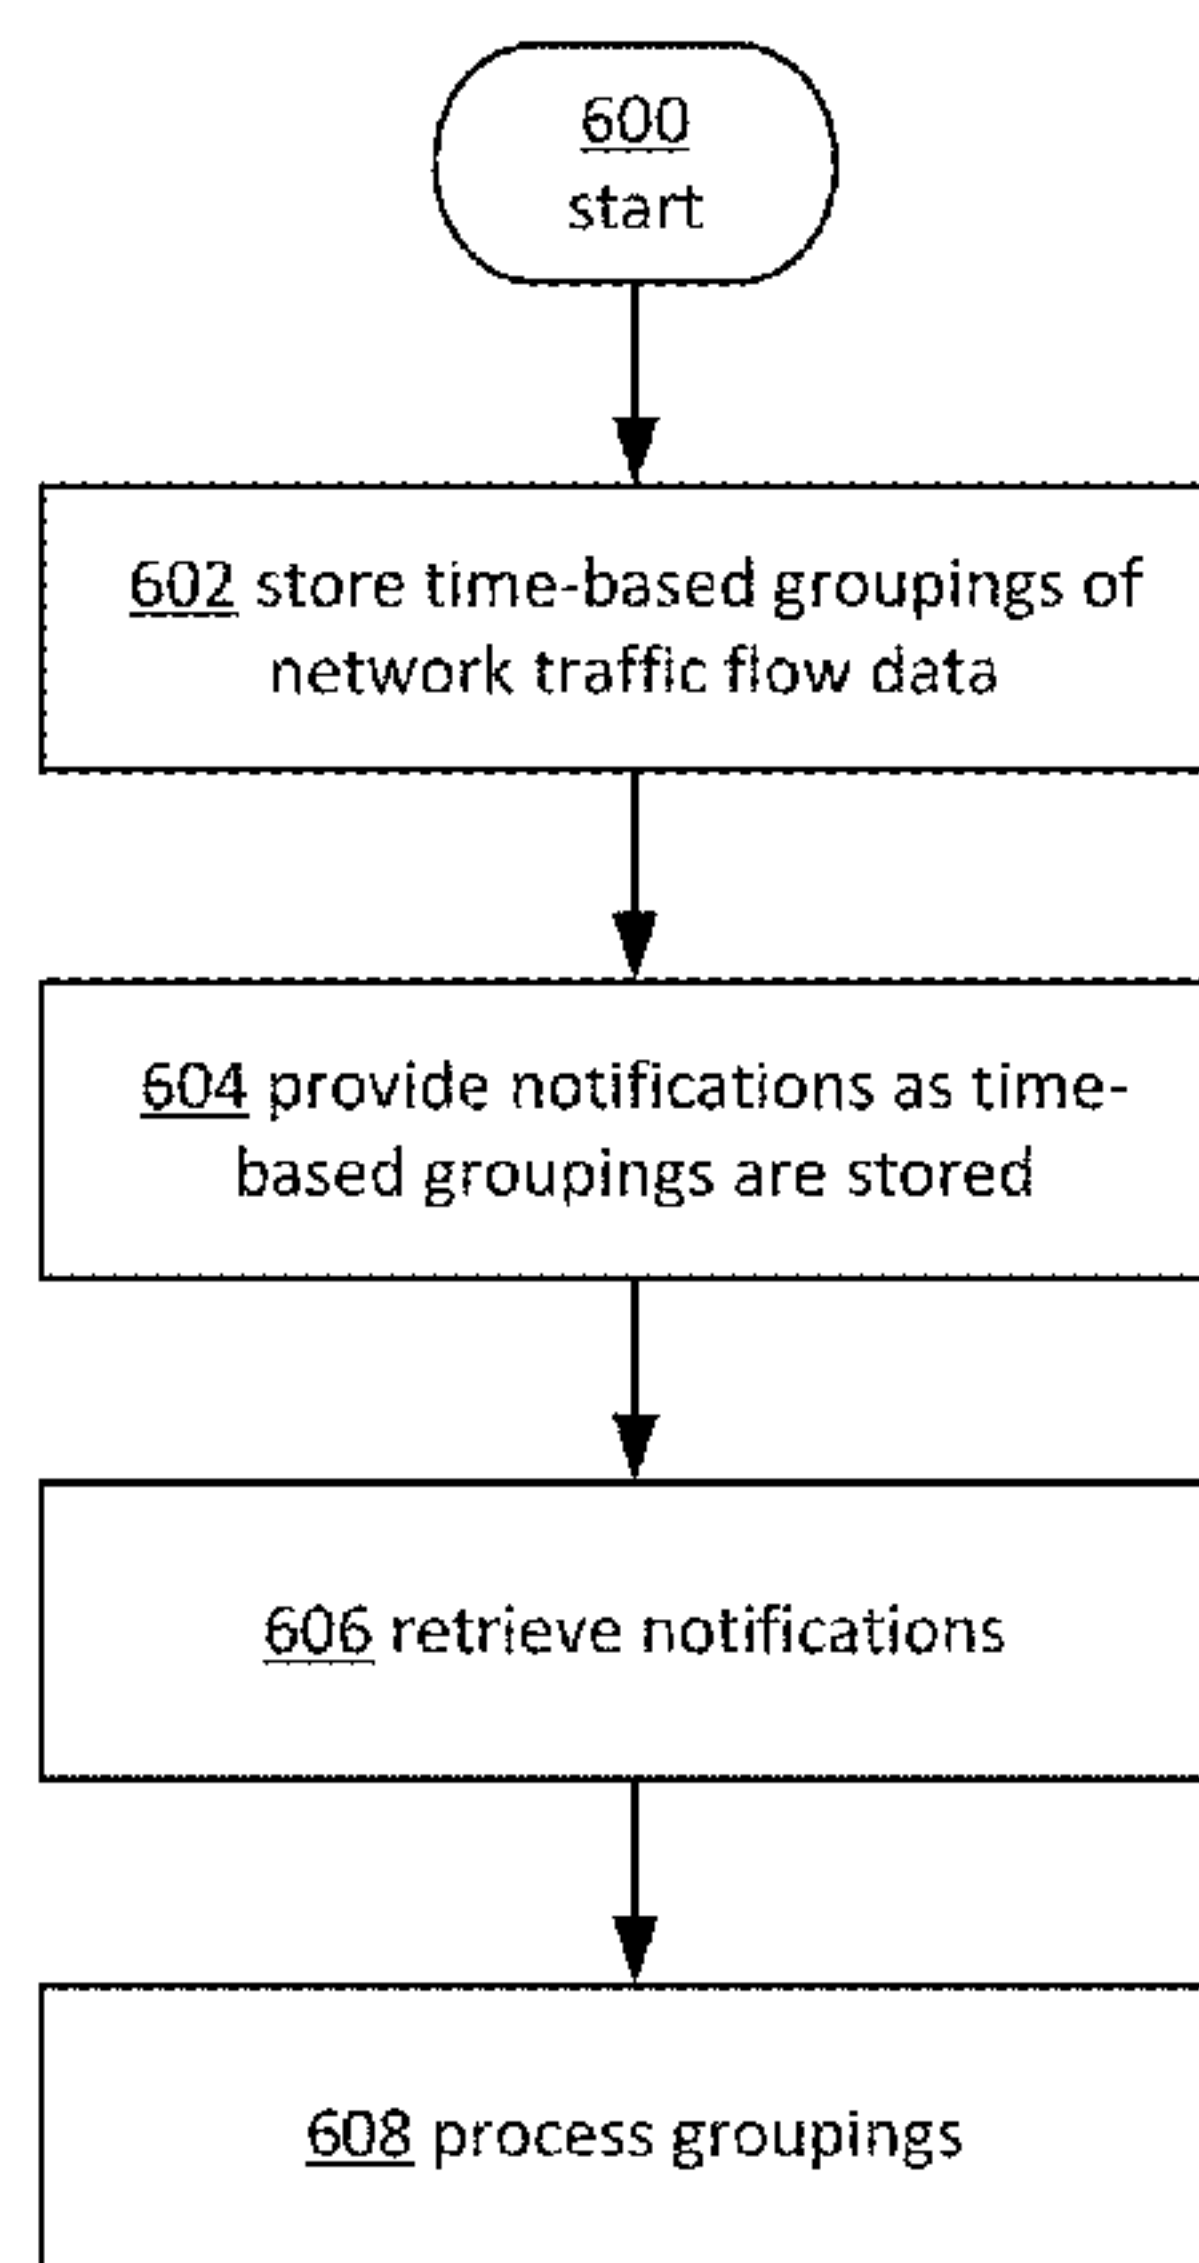 600
start
602 store time-based groupings of
network traffic flow data
604 provide notifications as time-
based groupings are stored
606 retrieve notifications
608 process groupings